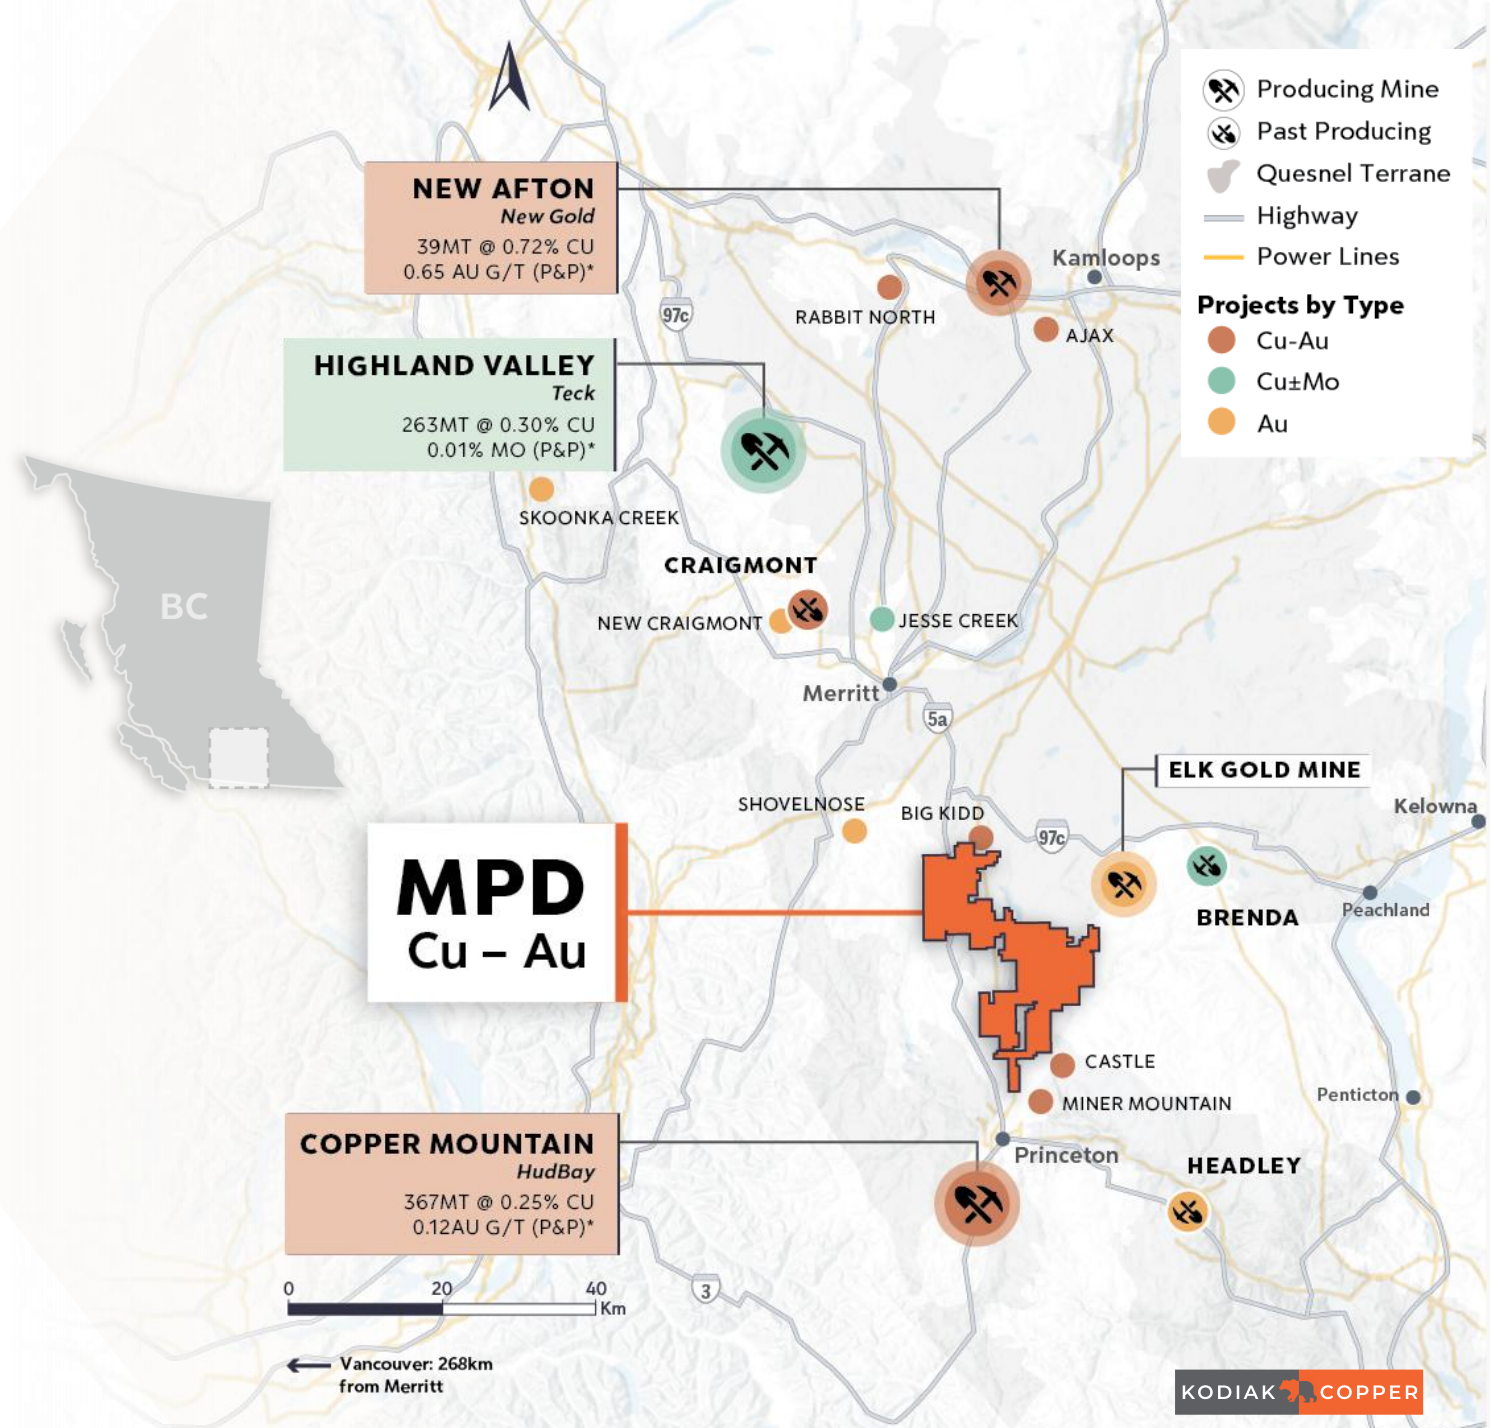 Producing Mine
Past Producing
Quesnel Terrane
Highway
Power Lines
Projects by Type
Cu-Au
Cu±Mo
Au
NEW AFTON
New Gold
39MT @ 0.72% CU
0.65 AU G/T (P&P)*
Kamloops
RABBIT NORTH
AJAX
97c
HIGHLAND VALLEY
Teck
263MT @ 0.30% CU
0.01% MO (P&P)*
SKOONKA CREEK
CRAIGMONT
NEW CRAIGMONT
JESSE CREEK
BC
Merritt
5a
ELK GOLD MINE
SHOVELNOSE
BIG KIDD
97c
Kelowna
MPD
Cu – Au
BRENDA
Peachland
CASTLE
MINER MOUNTAIN
Penticton
COPPER MOUNTAIN
HudBay
367MT @ 0.25% CU
0.12AU G/T (P&P)*
Princeton
HEADLEY
0 20 40
Km
3
Vancouver: 268km
from Merritt
KODIAK COPPER